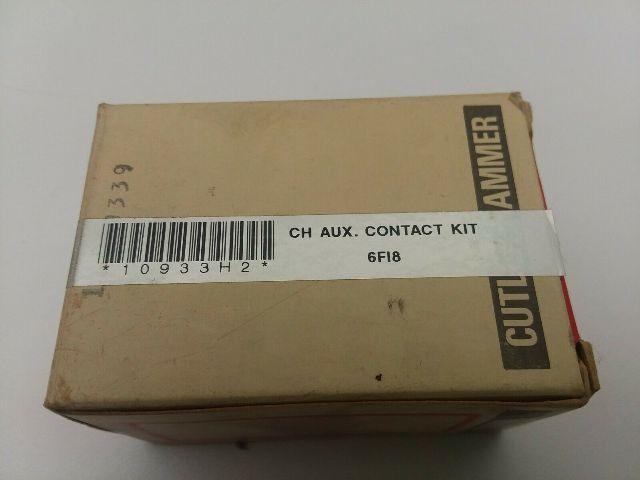 CH AUX. CONTACT KIT
6FI8
*10933H2*
339
CUTL AMMER